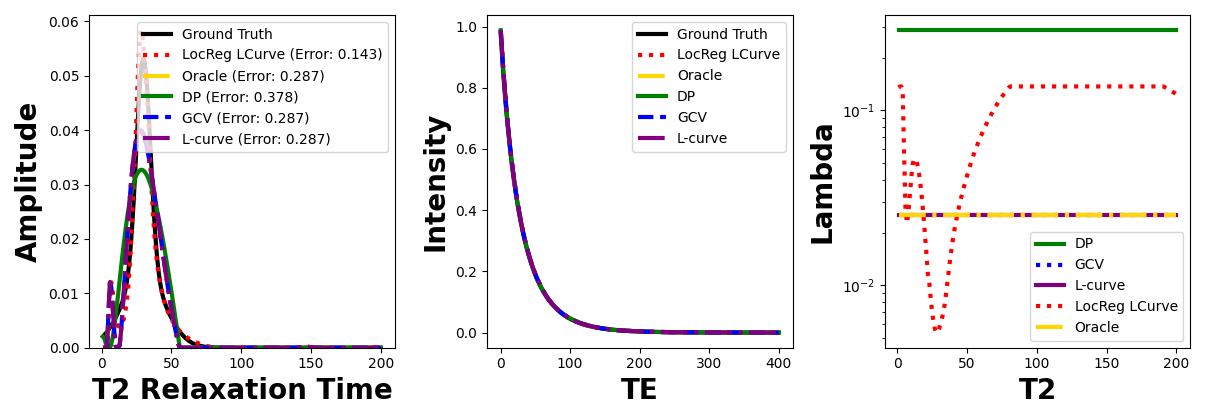 0.06
0.05
0.04
0.03
0.02
0.01
0.00
Amplitude
0
50
100
150
200
T2 Relaxation Time
Ground Truth
LocReg LCurve (Error: 0.143)
Oracle (Error: 0.287)
DP (Error: 0.378)
GCV (Error: 0.287)
L-curve (Error: 0.287)
1.0
0.8
0.6
0.4
0.2
0.0
Intensity
0
100
200
300
400
TE
Ground Truth
LocReg LCurve
Oracle
DP
GCV
L-curve
10⁻¹
10⁻²
Lambda
0
50
100
150
200
T2
DP
GCV
L-curve
LocReg LCurve
Oracle